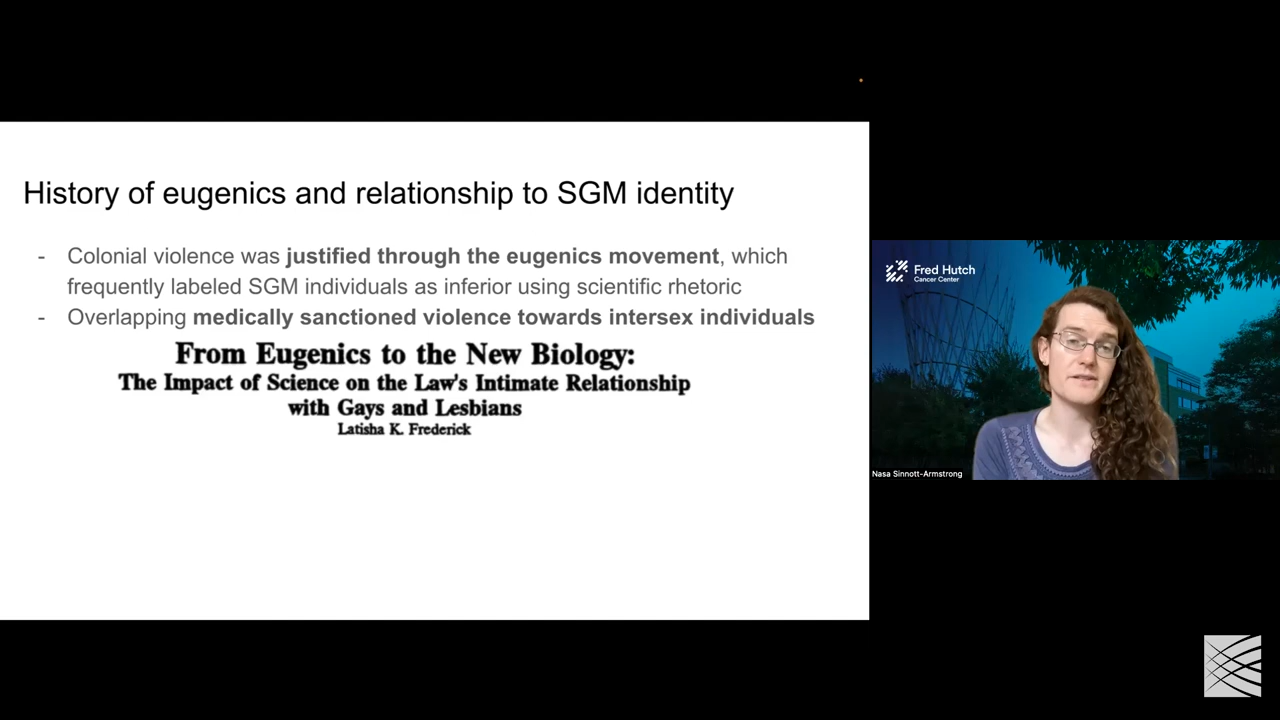 History of eugenics and relationship to SGM identity
- Colonial violence was justified through the eugenics movement, which
frequently labeled SGM individuals as inferior using scientific rhetoric
- Overlapping medically sanctioned violence towards intersex individuals
From Eugenics to the New Biology:
The Impact of Science on the Law's Intimate Relationship
with Gays and Lesbians
Latisha K. Frederick
Fred Hutch
Cancer Center
Nasa Sinnott-Armstrong